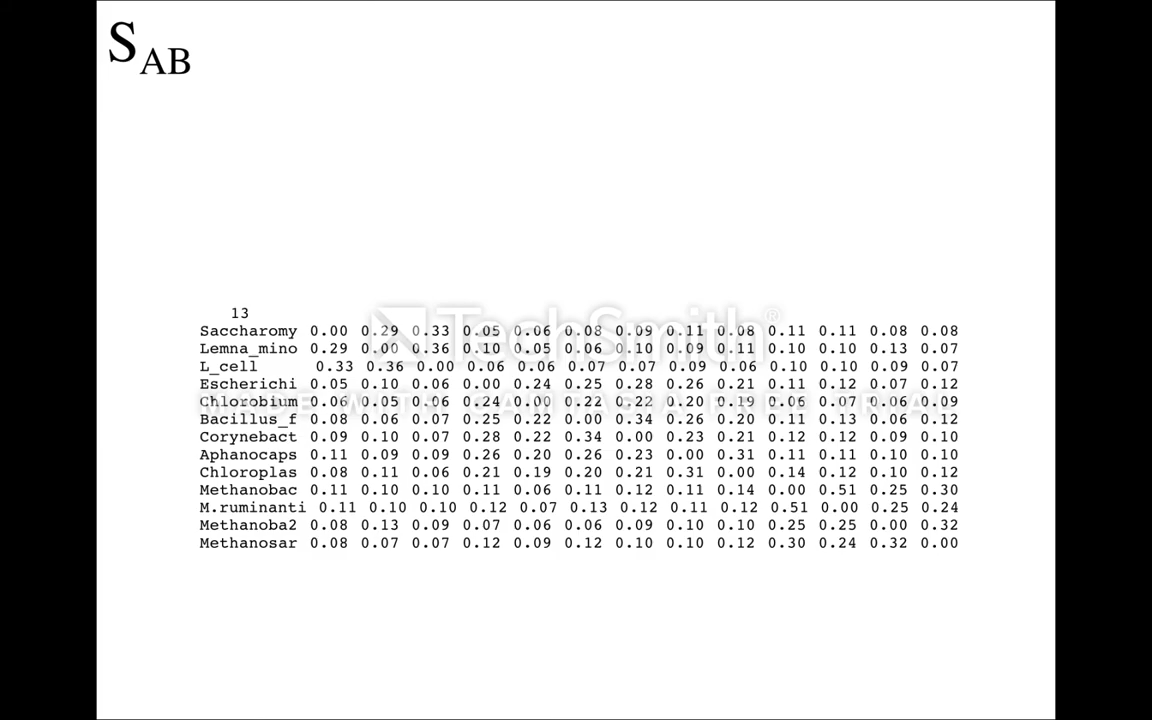 SAB
13
Saccharomy 0.00 0.29 0.33 0.05 0.06 0.08 0.09 0.11 0.08 0.11 0.11 0.08 0.08
Lemna_mino 0.29 0.00 0.36 0.10 0.05 0.06 0.10 0.09 0.11 0.10 0.10 0.13 0.07
L_cell 0.33 0.36 0.00 0.06 0.06 0.07 0.07 0.09 0.06 0.10 0.10 0.09 0.07
Escherichi 0.05 0.10 0.06 0.00 0.24 0.25 0.28 0.26 0.21 0.11 0.12 0.07 0.12
Chlorobium 0.06 0.05 0.06 0.24 0.00 0.22 0.22 0.20 0.19 0.06 0.07 0.06 0.09
Bacillus_f 0.08 0.06 0.07 0.25 0.22 0.00 0.34 0.26 0.20 0.11 0.13 0.06 0.12
Corynebact 0.09 0.10 0.07 0.28 0.22 0.34 0.00 0.23 0.21 0.12 0.12 0.09 0.10
Aphanocaps 0.11 0.09 0.09 0.26 0.20 0.26 0.23 0.00 0.31 0.11 0.11 0.10 0.10
Chloroplas 0.08 0.11 0.06 0.21 0.19 0.20 0.21 0.31 0.00 0.14 0.12 0.10 0.12
Methanobac 0.11 0.10 0.10 0.11 0.06 0.11 0.12 0.11 0.14 0.00 0.51 0.25 0.30
M.ruminanti 0.11 0.10 0.10 0.12 0.07 0.13 0.12 0.11 0.12 0.51 0.00 0.25 0.24
Methanoba2 0.08 0.13 0.09 0.07 0.06 0.06 0.09 0.10 0.10 0.25 0.25 0.00 0.32
Methanosar 0.08 0.07 0.07 0.12 0.09 0.12 0.10 0.10 0.12 0.30 0.24 0.32 0.00
TechSmith®
MADE WITH CAMTASIA FREE TRIAL